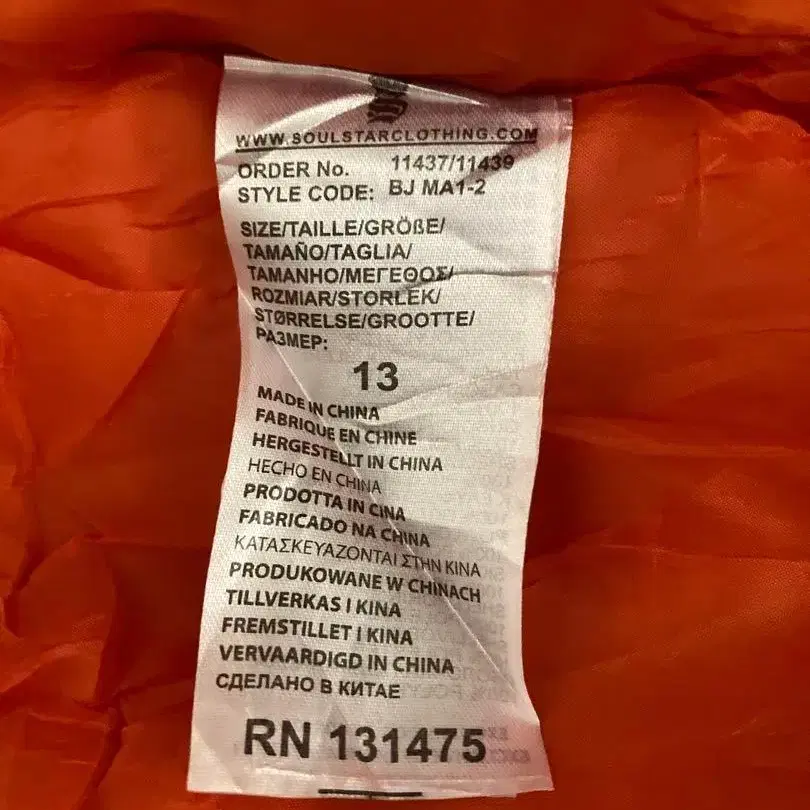 WWW.SOULSTARCLOTHING.COM
ORDER No. 11437/11439
STYLE CODE: BJ MA1-2
SIZE/TAILLE/GRÖßE/
TAMAÑO/TAGLIA/
TAMANHO/ΜΕΓΕΘΟΣ/
ROZMIAR/STORLEK/
STØRRELSE/GROOTTE/
РАЗМЕР:
13
MADE IN CHINA
FABRIQUE EN CHINE
HERGESTELLT IN CHINA
HECHO EN CHINA
PRODOTTA IN CINA
FABRICADO NA CHINA
ΚΑΤΑΣΚΕΥΑΖΟΝΤΑΙ ΣΤΗΝ ΚΙΝΑ
PRODUKOWANE W CHINACH
TILLVERKAS I KINA
FREMSTILLET I KINA
VERVAARDIGD IN CHINA
СДЕЛАНО В КИТАЕ
RN 131475